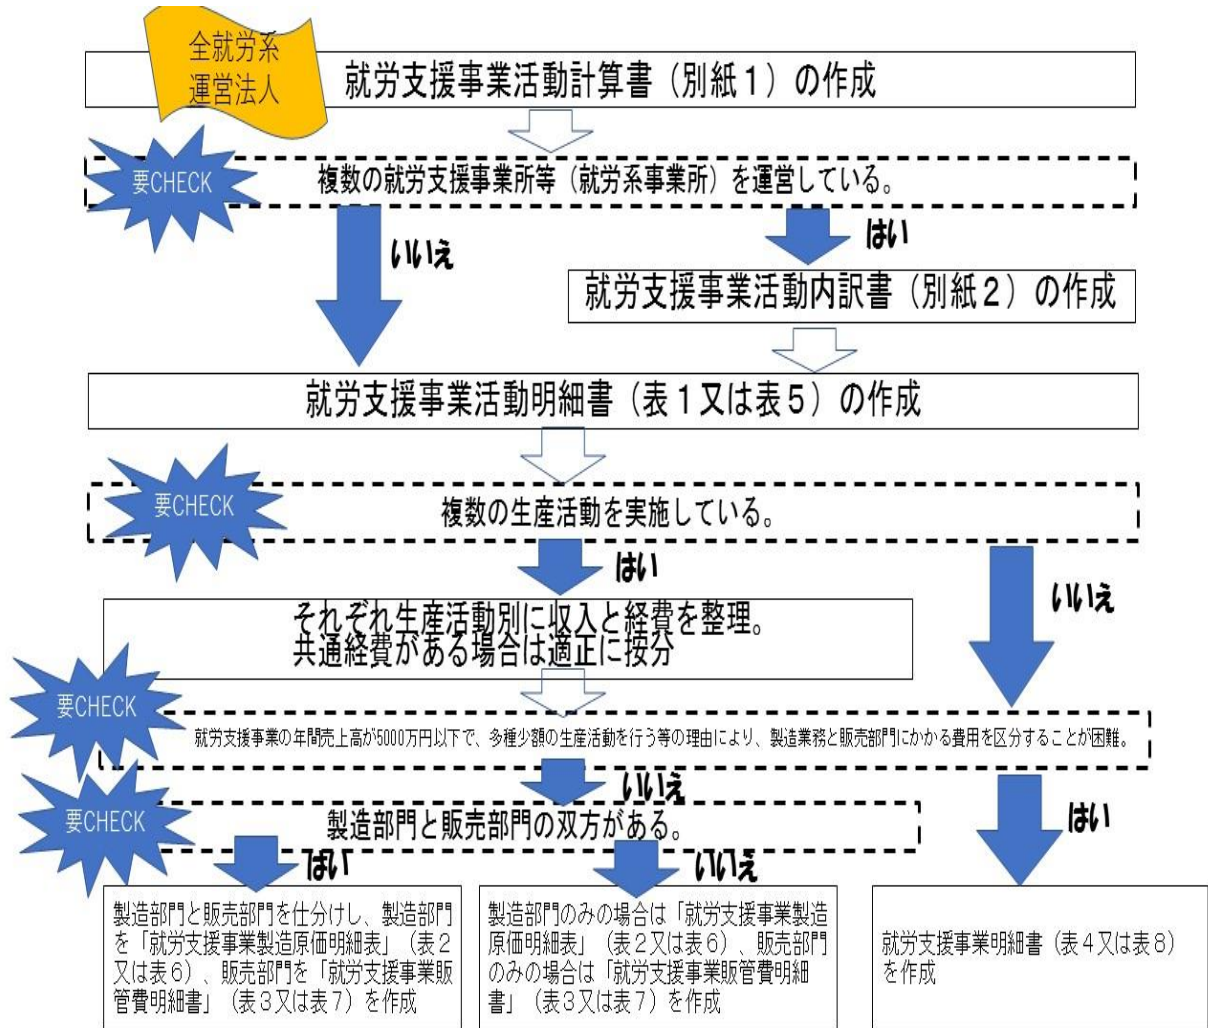 全就労系
運営法人
就労支援事業活動計算書（別紙１）の作成
要CHECK
複数の就労支援事業所等（就労系事業所）を運営している。
いいえ
はい
就労支援事業活動内訳書（別紙２）の作成
就労支援事業活動明細書（表１又は表５）の作成
要CHECK
複数の生産活動を実施している。
はい
いいえ
それぞれ生産活動別に収入と経費を整理。
共通経費がある場合は適正に按分
要CHECK
就労支援事業の年間売上高が5000万円以下で、多種少額の生産活動を行う等の理由により、製造業務と販売部門にかかる費用を区分することが困難。
いいえ
はい
要CHECK
製造部門と販売部門の双方がある。
はい
いいえ
製造部門と販売部門を仕分けし、製造部門
を「就労支援事業製造原価明細表」（表２
又は表６）、販売部門を「就労支援事業販
管費明細書」（表３又は表７）を作成
製造部門のみの場合は「就労支援事業製造
原価明細表」（表２又は表６）、販売部門
のみの場合は「就労支援事業販管費明細
書」（表３又は表７）を作成
就労支援事業明細書（表４又は表８）
を作成